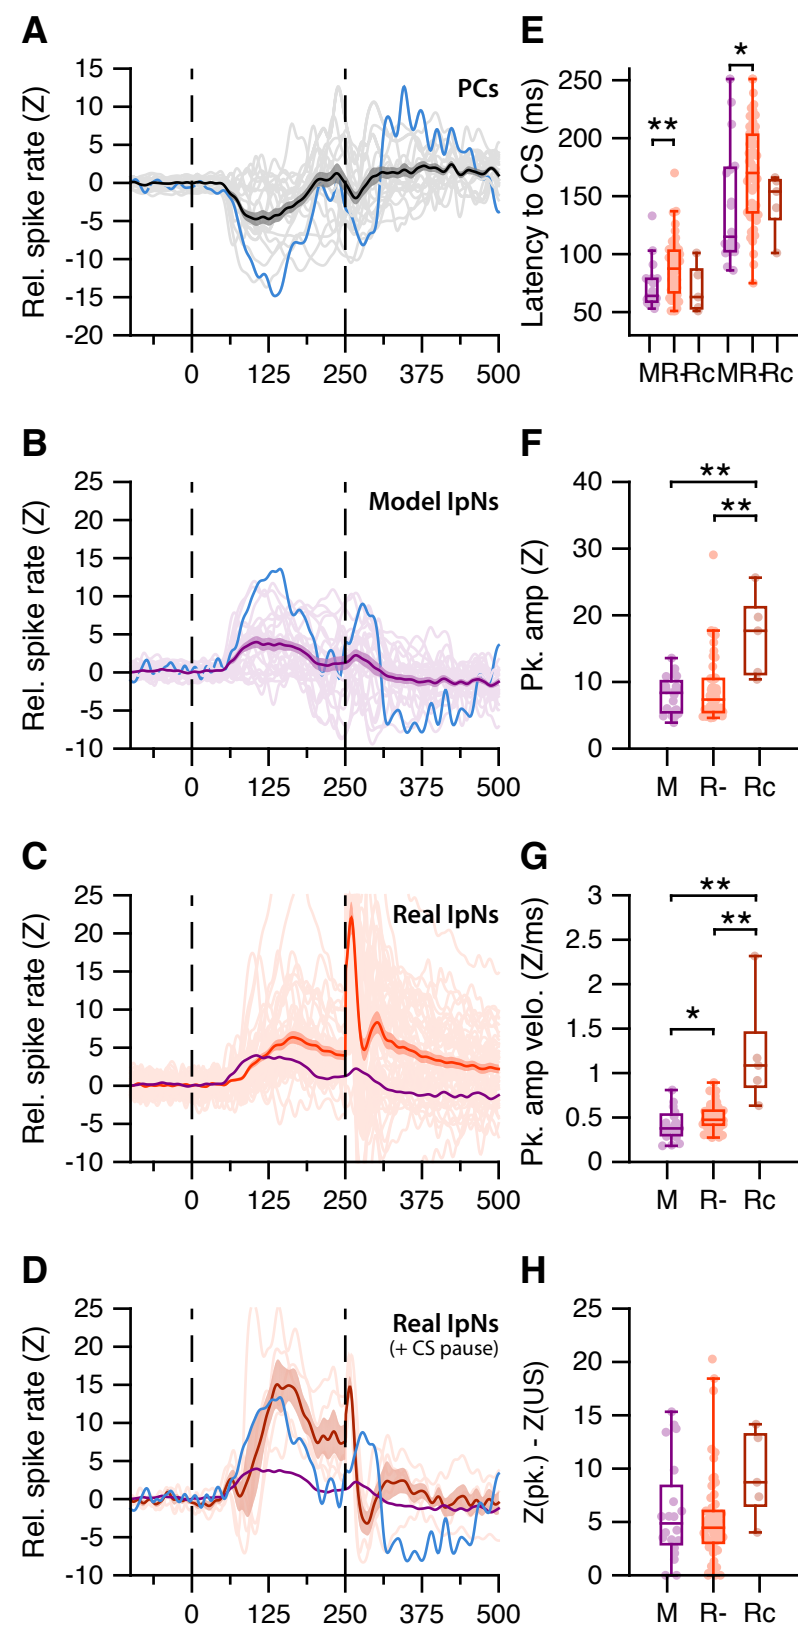 A
Rel. spike rate (Z)
15
10
5
0
-5
-10
-15
-20
PCs
0 125 250 375 500
E
Latency to CS (ms)
250
200
150
100
50
**
*
M R- Rc M R- Rc
B
Rel. spike rate (Z)
25
20
15
10
5
0
-5
-10
Model IpNs
0 125 250 375 500
F
Pk. amp (Z)
40
30
20
10
0
**
**
M R- Rc
C
Rel. spike rate (Z)
25
20
15
10
5
0
-5
-10
Real IpNs
0 125 250 375 500
G
Pk. amp velo. (Z/ms)
3
2.5
2
1.5
1
0.5
0
**
**
*
M R- Rc
D
Rel. spike rate (Z)
25
20
15
10
5
0
-5
-10
Real IpNs
(+ CS pause)
0 125 250 375 500
H
Z(pk.) - Z(US)
25
20
15
10
5
0
M R- Rc